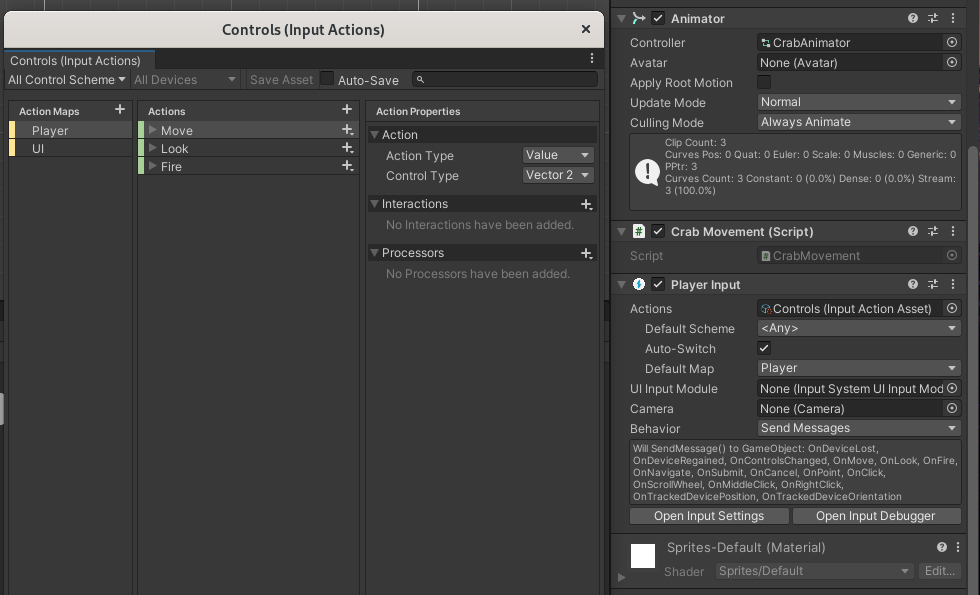 Controls (Input Actions)
Controls (Input Actions)
All Control Scheme
All Devices
Save Asset
Auto-Save
Action Maps
Player
UI
Actions
Move
Look
Fire
Action Properties
Action
Action Type
Value
Control Type
Vector 2
Interactions
No Interactions have been added.
Processors
No Processors have been added.
Animator
Controller
CrabAnimator
Avatar
None (Avatar)
Apply Root Motion
Update Mode
Normal
Culling Mode
Always Animate
Clip Count: 3
Curves Pos: 0 Quat: 0 Euler: 0 Scale: 0 Muscles: 0 Generic: 0
PPtr: 3
Curves Count: 3 Constant: 0 (0.0%) Dense: 0 (0.0%) Stream:
3 (100.0%)
Crab Movement (Script)
Script
CrabMovement
Player Input
Actions
Controls (Input Action Asset)
Default Scheme
<Any>
Auto-Switch
Default Map
Player
UI Input Module
None (Input System UI Input Mod
Camera
None (Camera)
Behavior
Send Messages
Will SendMessage() to GameObject: OnDeviceLost,
OnDeviceRegained, OnControlsChanged, OnMove, OnLook, OnFire,
OnNavigate, OnSubmit, OnCancel, OnPoint, OnClick,
OnScrollWheel, OnMiddleClick, OnRightClick,
OnTrackedDevicePosition, OnTrackedDeviceOrientation
Open Input Settings
Open Input Debugger
Sprites-Default (Material)
Shader
Sprites/Default
Edit...